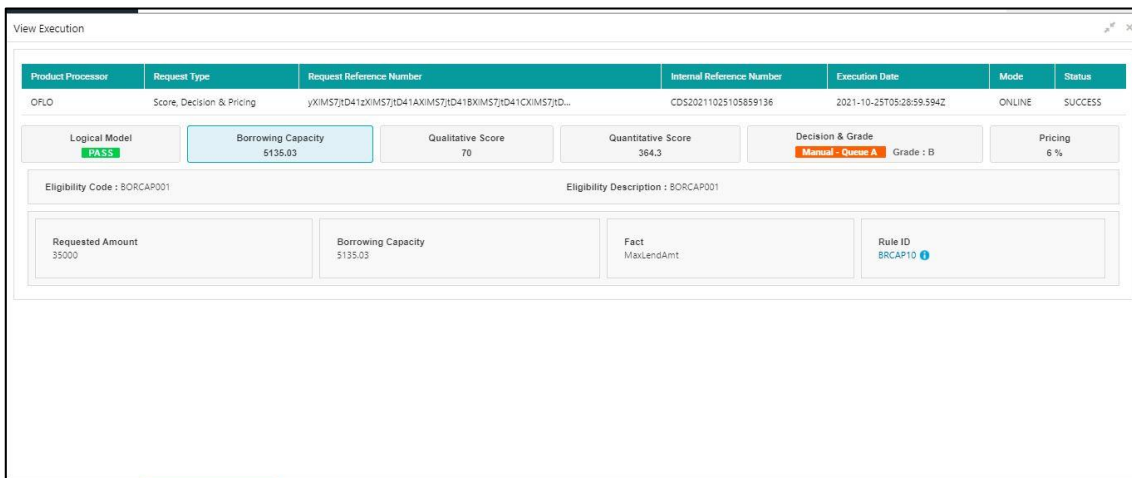 View Execution
Product Processor Request Type Request Reference Number Internal Reference Number Execution Date Mode Status
OFLO Score, Decision & Pricing yXIMS7jtD41zXIMS7jtD41AXIMS7jtD41BXIMS7jtD41CXIMS7jtD... CDS20211025105859136 2021-10-25T05:28:59.594Z ONLINE SUCCESS
Logical Model Borrowing Capacity Qualitative Score Quantitative Score Decision & Grade Pricing
PASS 5135.03 70 364.3 Manual - Queue A Grade : B 6 %
Eligibility Code : BORCAP001 Eligibility Description : BORCAP001
Requested Amount Borrowing Capacity Fact Rule ID
35000 5135.03 MaxLendAmt BRCAP10